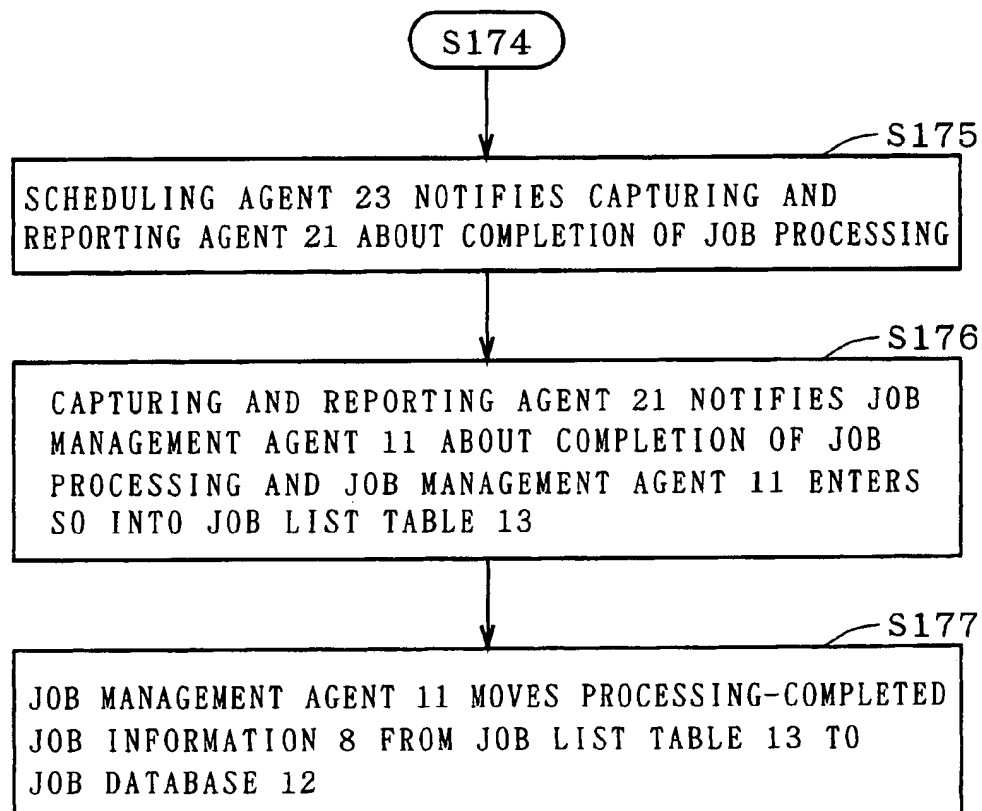 S174
S175
SCHEDULING AGENT 23 NOTIFIES CAPTURING AND
REPORTING AGENT 21 ABOUT COMPLETION OF JOB PROCESSING
S176
CAPTURING AND REPORTING AGENT 21 NOTIFIES JOB
MANAGEMENT AGENT 11 ABOUT COMPLETION OF JOB
PROCESSING AND JOB MANAGEMENT AGENT 11 ENTERS
SO INTO JOB LIST TABLE 13
S177
JOB MANAGEMENT AGENT 11 MOVES PROCESSING-COMPLETED
JOB INFORMATION 8 FROM JOB LIST TABLE 13 TO
JOB DATABASE 12